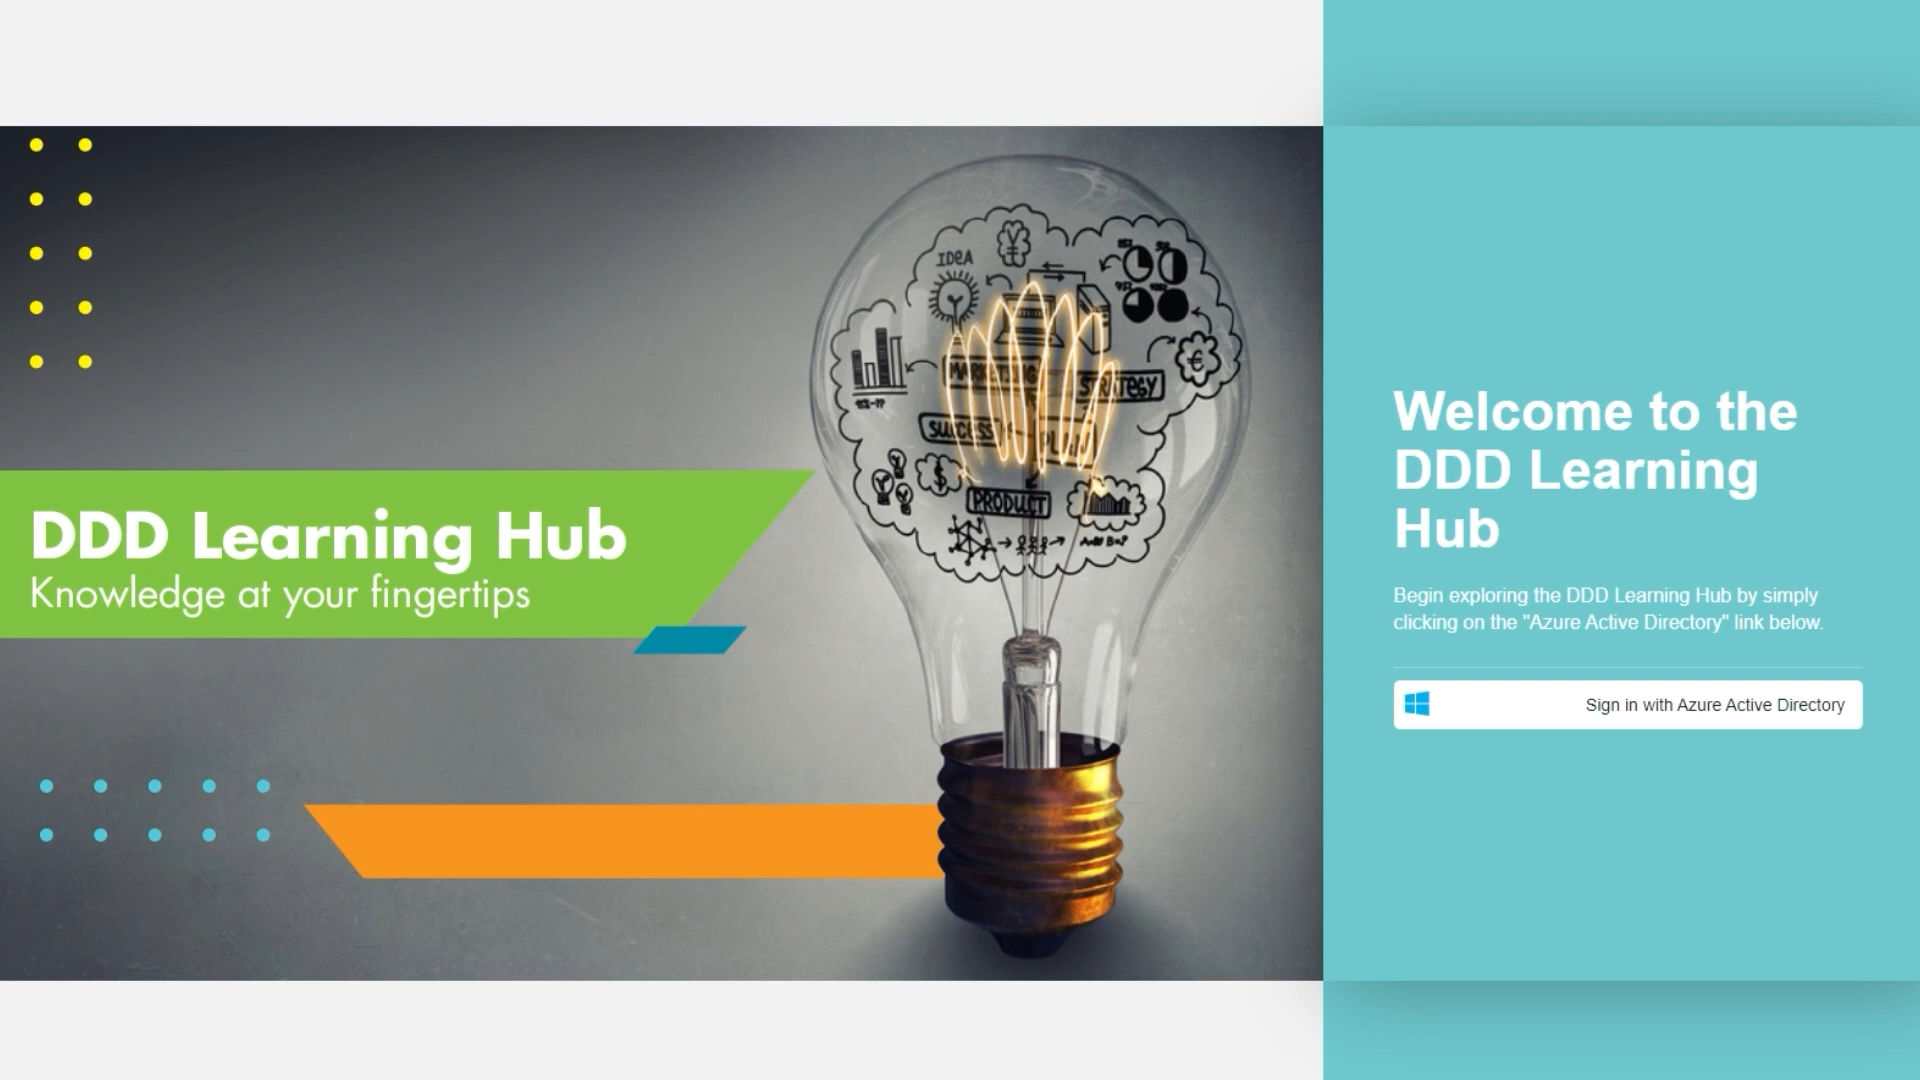 DDD Learning Hub
Knowledge at your fingertips
IDeA
MARKETING
STRATEGY
SUCCESS
PLAN
PRODUCT
Welcome to the
DDD Learning
Hub
Begin exploring the DDD Learning Hub by simply
clicking on the "Azure Active Directory" link below.
Sign in with Azure Active Directory